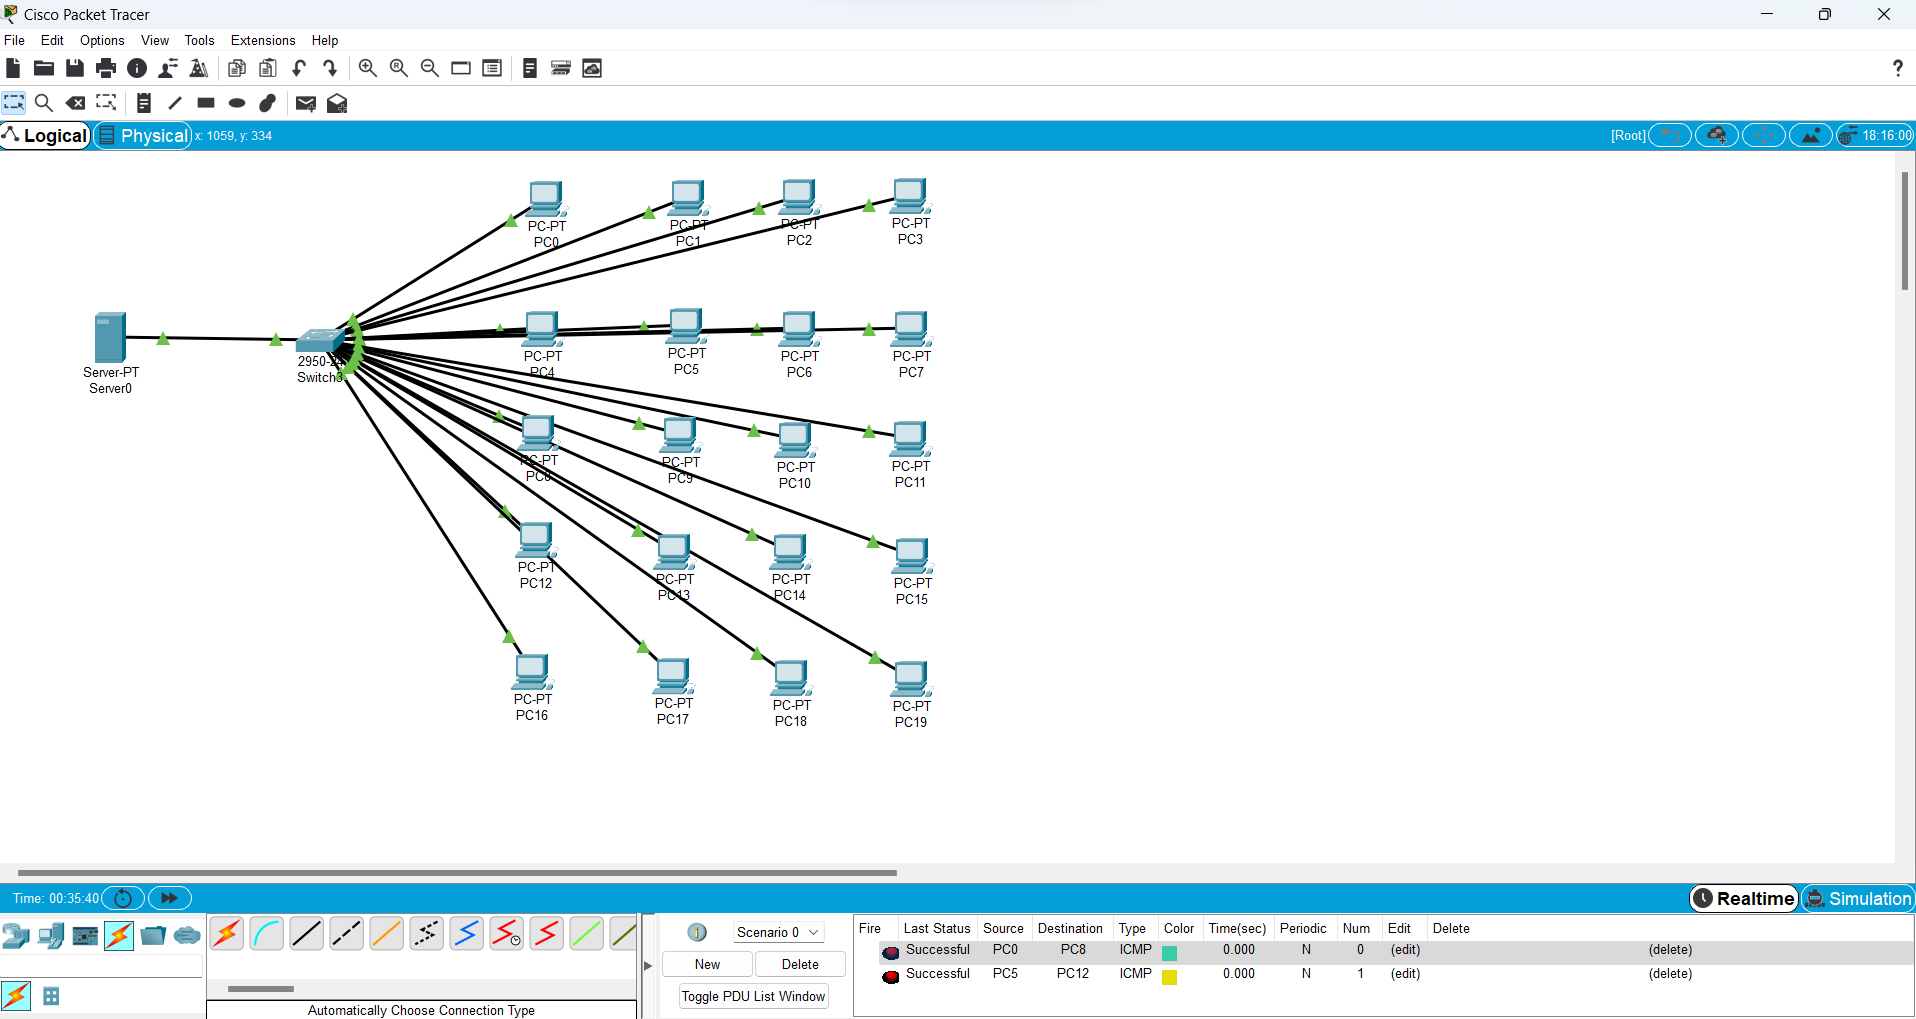 Cisco Packet Tracer
File Edit Options View Tools Extensions Help
?
Logical Physical x: 1059, y: 334 [Root] 18:16:00
PC-PT
PC0
PC-PT
PC1
PC-PT
PC2
PC-PT
PC3
Server-PT
Server0
2950-24
Switch3
PC-PT
PC4
PC-PT
PC5
PC-PT
PC6
PC-PT
PC7
PC-PT
PC8
PC-PT
PC9
PC-PT
PC10
PC-PT
PC11
PC-PT
PC12
PC-PT
PC13
PC-PT
PC14
PC-PT
PC15
PC-PT
PC16
PC-PT
PC17
PC-PT
PC18
PC-PT
PC19
Time: 00:35:40 Realtime Simulation
Automatically Choose Connection Type
Scenario 0
New Delete
Toggle PDU List Window
Fire Last Status Source Destination Type Color Time(sec) Periodic Num Edit Delete
Successful PC0 PC8 ICMP 0.000 N 0 (edit) (delete)
Successful PC5 PC12 ICMP 0.000 N 1 (edit) (delete)